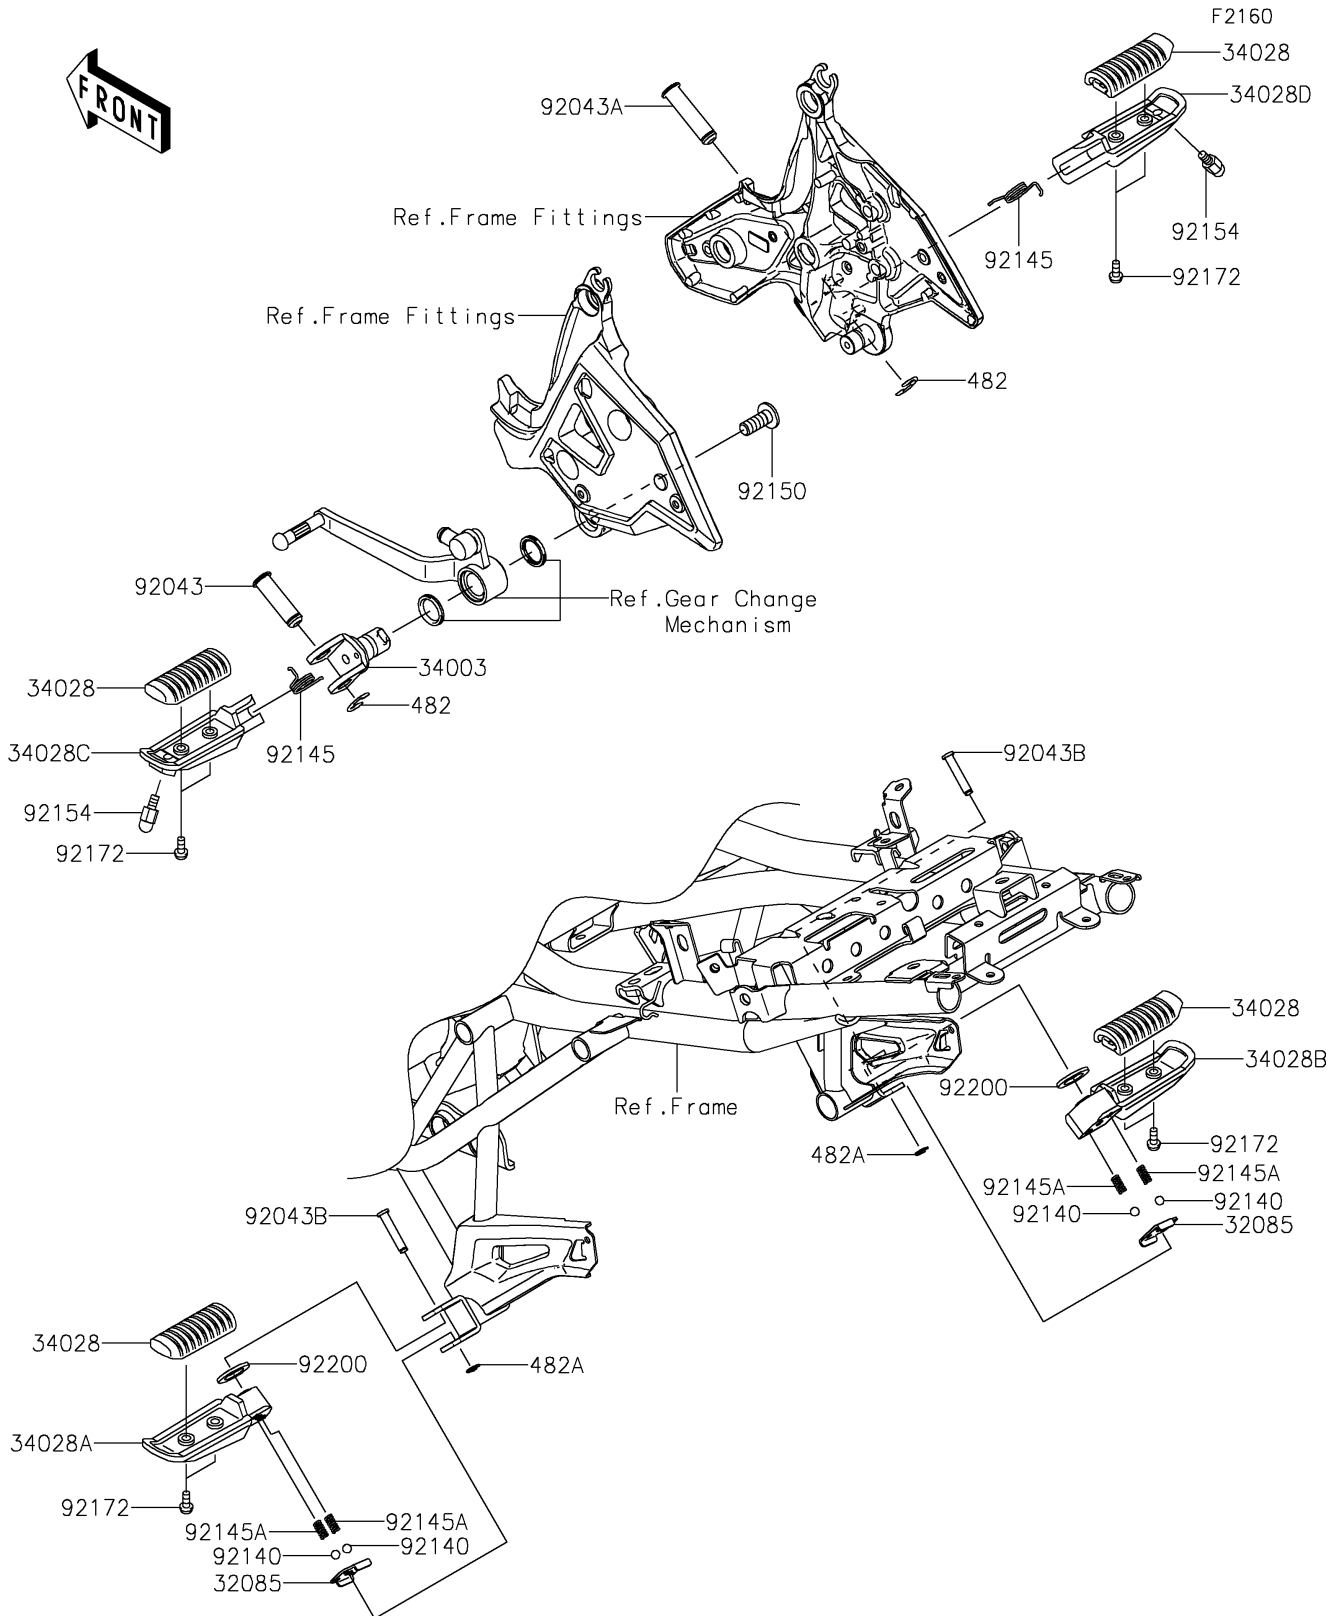 F2160
FRONT
34028
92043A
34028D
Ref.Frame Fittings
92154
92145
92172
Ref.Frame Fittings
482
92150
92043
Ref.Gear Change
Mechanism
34003
34028
482
34028C
92145
92043B
92154
92172
34028
34028B
92200
Ref.Frame
92172
482A
92145A
92145A
92140
92140
32085
92043B
34028
92200
482A
34028A
92172
92145A
92145A
92140
92140
32085